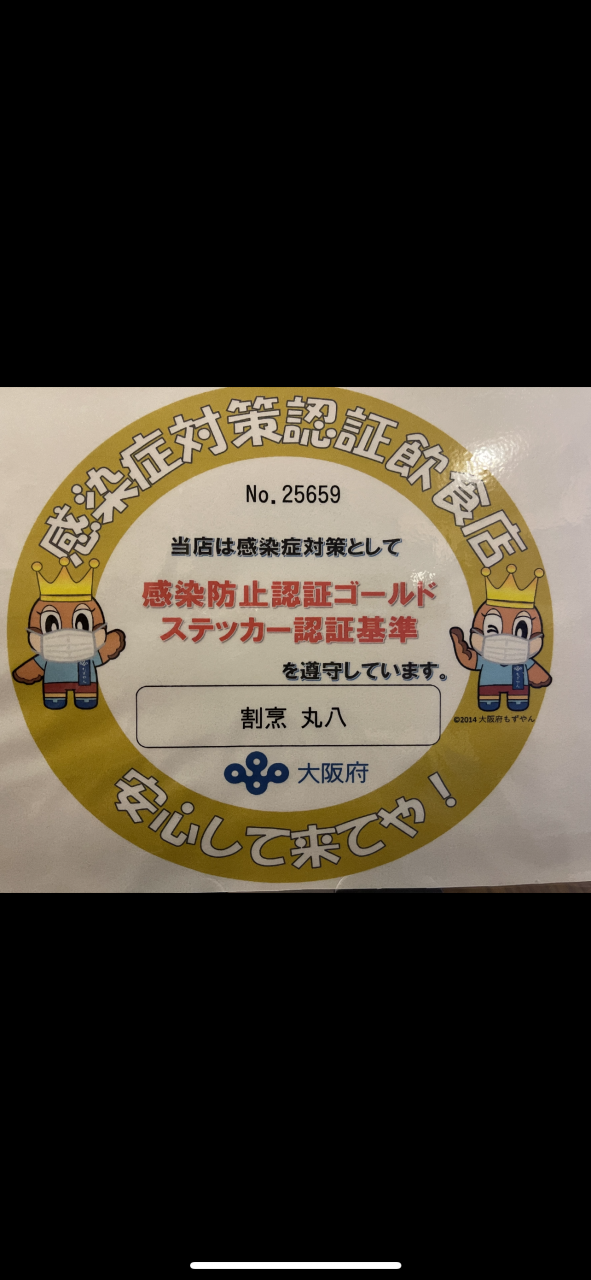 感染症対策認証飲食店
No.25659
当店は感染症対策として
感染防止認証ゴールド
ステッカー認証基準
を遵守しています。
割烹 丸八
©2014 大阪府もずやん
大阪府
安心して来てや！